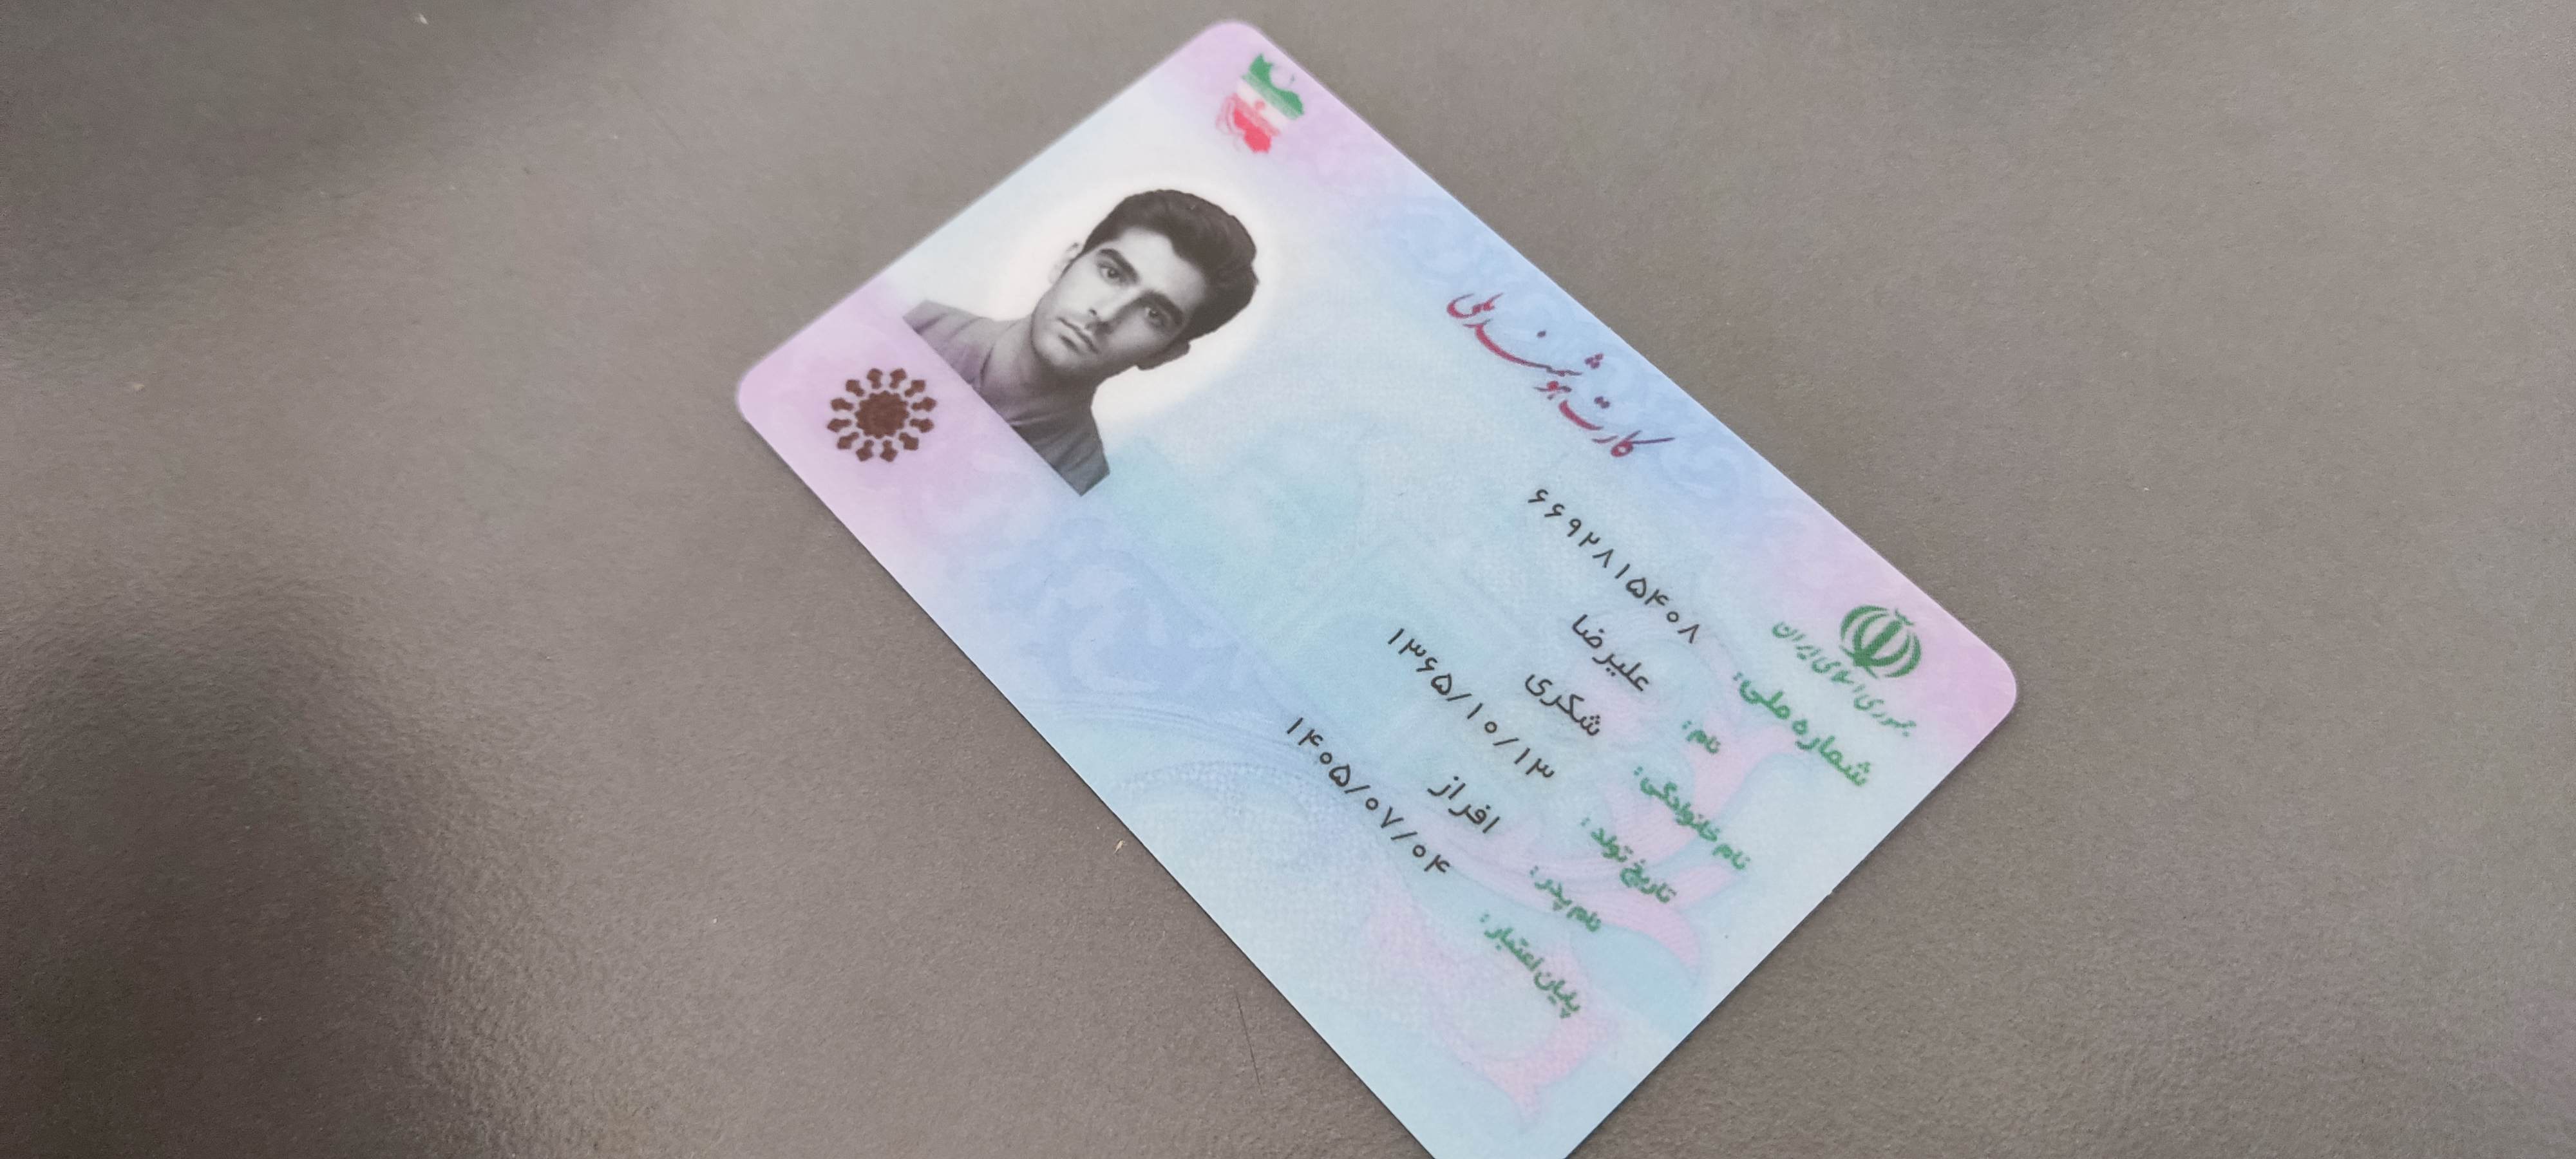 کارت هوشمند ملی
جمهوری اسلامی ایران
شماره ملی: ۶۶۹۲۸۱۵۴۰۸
نام: علیرضا
نام خانوادگی: شکری
تاریخ تولد: ۱۳۶۵/۱۰/۱۳
نام پدر: افراز
پایان اعتبار: ۱۴۰۵/۰۷/۰۴